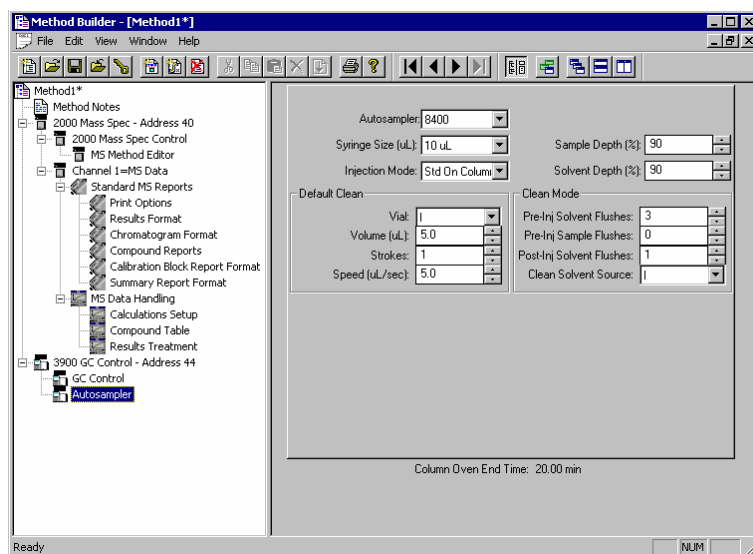 Method Builder - [Method1*]
File Edit View Window Help
Method1*
Method Notes
2000 Mass Spec - Address 40
2000 Mass Spec Control
MS Method Editor
Channel 1=MS Data
Standard MS Reports
Print Options
Results Format
Chromatogram Format
Compound Reports
Calibration Block Report Format
Summary Report Format
MS Data Handling
Calculations Setup
Compound Table
Results Treatment
3900 GC Control - Address 44
GC Control
Autosampler
Autosampler: 8400
Syringe Size (uL): 10 uL
Sample Depth (%): 90
Injection Mode: Std On Colum
Solvent Depth (%): 90
Default Clean
Vial: I
Volume (uL): 5.0
Strokes: 1
Speed (uL/sec): 5.0
Clean Mode
Pre-Inj Solvent Flushes: 3
Pre-Inj Sample Flushes: 0
Post-Inj Solvent Flushes: 1
Clean Solvent Source: I
Column Oven End Time: 20.00 min
Ready
NUM